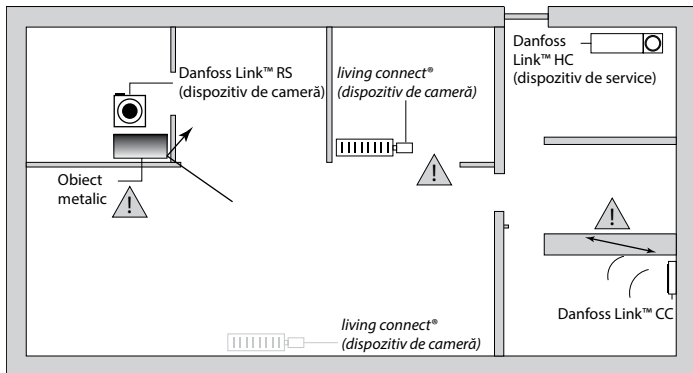 Danfoss Link™ RS
(dispozitiv de cameră)
living connect®
(dispozitiv de cameră)
Danfoss
Link™ HC
(dispozitiv de service)
Obiect
metalic
!
!
!
Danfoss Link™ CC
living connect®
(dispozitiv de cameră)